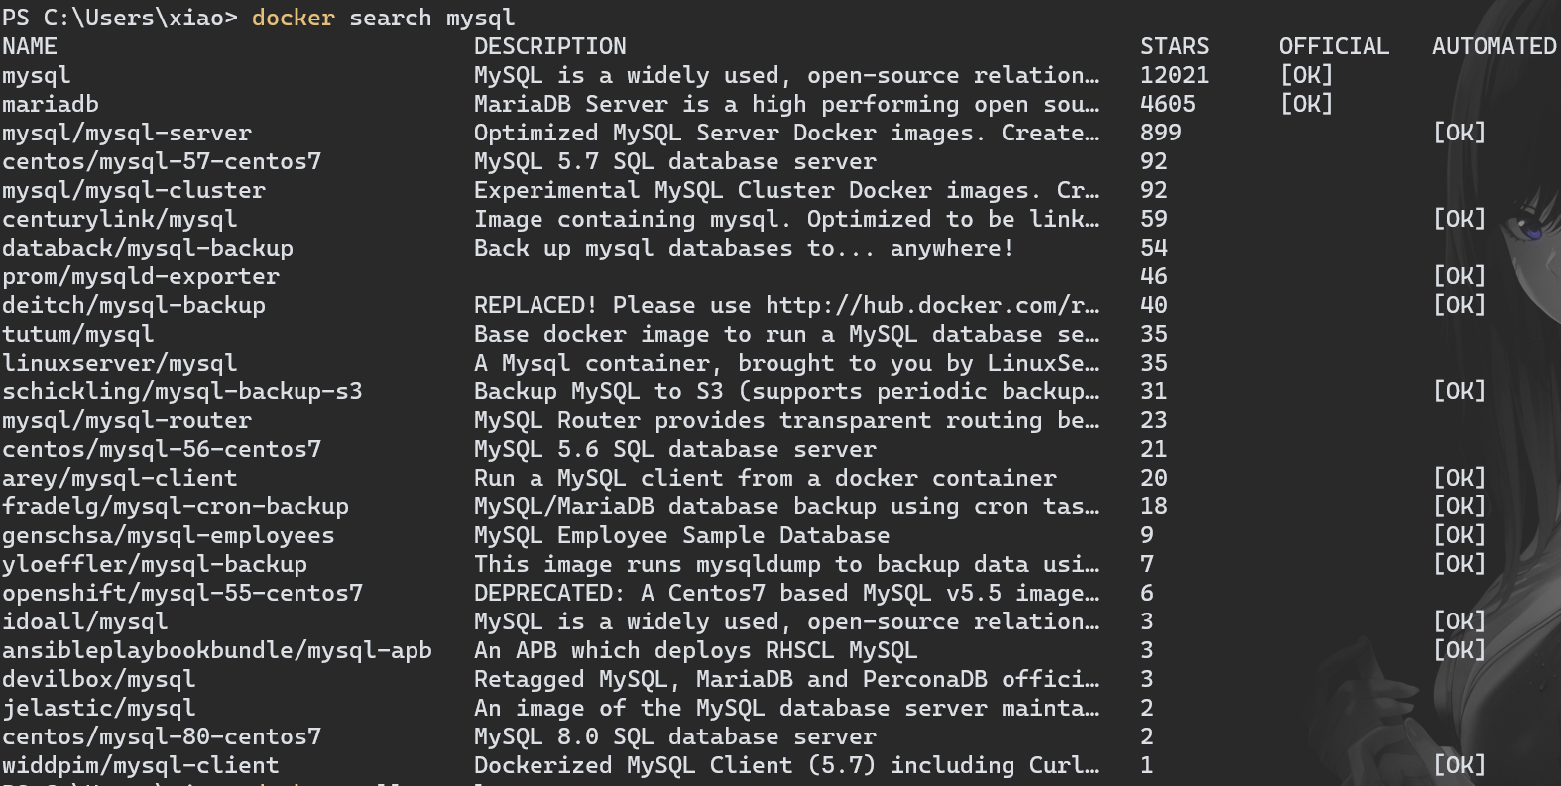 PS C:\Users\xiao> docker search mysql
NAME DESCRIPTION STARS OFFICIAL AUTOMATED
mysql MySQL is a widely used, open-source relation… 12021 [OK]
mariadb MariaDB Server is a high performing open sou… 4605 [OK]
mysql/mysql-server Optimized MySQL Server Docker images. Create… 899 [OK]
centos/mysql-57-centos7 MySQL 5.7 SQL database server 92
mysql/mysql-cluster Experimental MySQL Cluster Docker images. Cr… 92
centurylink/mysql Image containing mysql. Optimized to be link… 59 [OK]
databack/mysql-backup Back up mysql databases to... anywhere! 54
prom/mysqld-exporter 46 [OK]
deitch/mysql-backup REPLACED! Please use http://hub.docker.com/r… 40 [OK]
tutum/mysql Base docker image to run a MySQL database se… 35
linuxserver/mysql A Mysql container, brought to you by LinuxSe… 35
schickling/mysql-backup-s3 Backup MySQL to S3 (supports periodic backup… 31 [OK]
mysql/mysql-router MySQL Router provides transparent routing be… 23
centos/mysql-56-centos7 MySQL 5.6 SQL database server 21
arey/mysql-client Run a MySQL client from a docker container 20 [OK]
fradelg/mysql-cron-backup MySQL/MariaDB database backup using cron tas… 18 [OK]
genschsa/mysql-employees MySQL Employee Sample Database 9 [OK]
yloeffler/mysql-backup This image runs mysqldump to backup data usi… 7 [OK]
openshift/mysql-55-centos7 DEPRECATED: A Centos7 based MySQL v5.5 image… 6
idoall/mysql MySQL is a widely used, open-source relation… 3 [OK]
ansibleplaybookbundle/mysql-apb An APB which deploys RHSCL MySQL 3 [OK]
devilbox/mysql Retagged MySQL, MariaDB and PerconaDB offici… 3
jelastic/mysql An image of the MySQL database server mainta… 2
centos/mysql-80-centos7 MySQL 8.0 SQL database server 2
widdpim/mysql-client Dockerized MySQL Client (5.7) including Curl… 1 [OK]